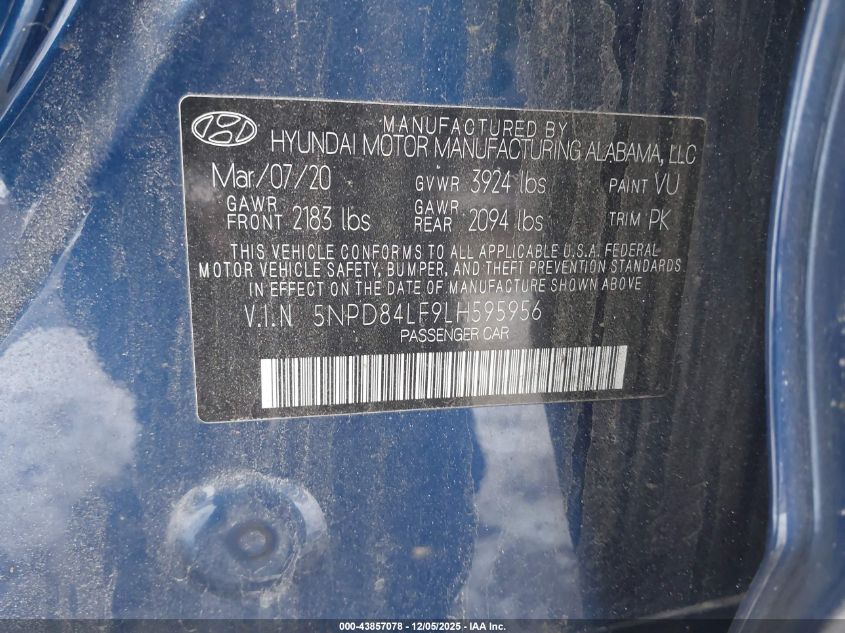 MANUFACTURED BY
HYUNDAI MOTOR MANUFACTURING ALABAMA, LLC
Mar/07/20 GVWR 3924 lbs PAINT VU
GAWR FRONT 2183 lbs GAWR REAR 2094 lbs TRIM PK
THIS VEHICLE CONFORMS TO ALL APPLICABLE U.S.A. FEDERAL
MOTOR VEHICLE SAFETY, BUMPER, AND THEFT PREVENTION STANDARDS
IN EFFECT ON THE DATE OF MANUFACTURE SHOWN ABOVE
V.I.N 5NPD84LF9LH595956
PASSENGER CAR
000-43857078 - 12/05/2025 - IAA Inc.